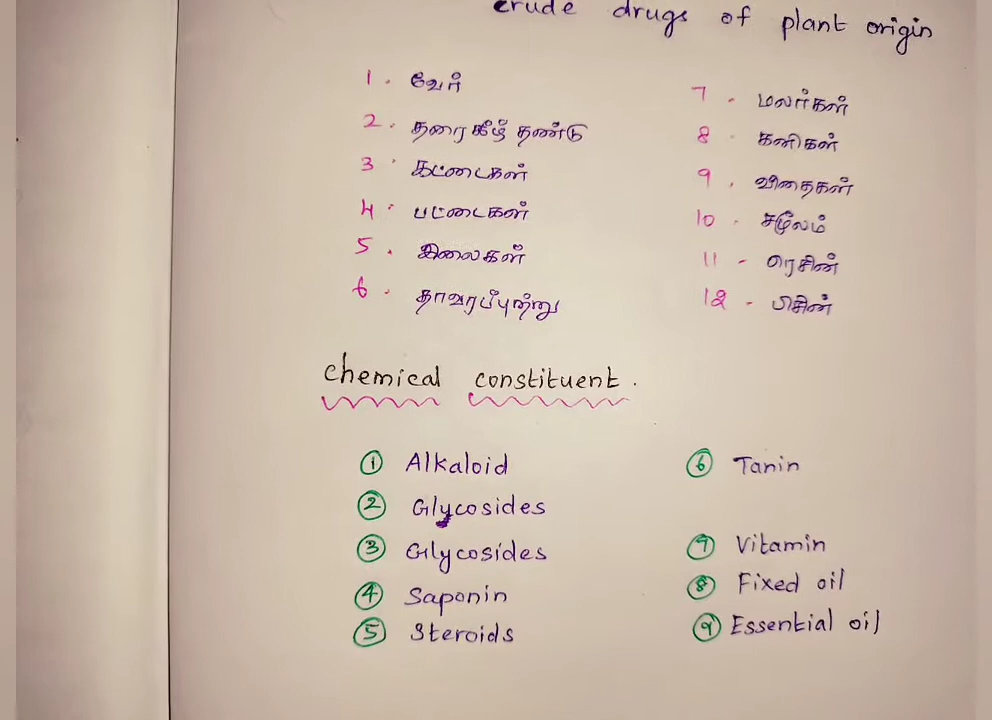 crude drugs of plant origin
1. வேர்
2. தரைகீழ் தண்டு
3. கட்டைகள்
4. பட்டைகள்
5. இலைகள்
6. தாவரப்புற்று
7. மலர்கள்
8. கனிகள்
9. விதைகள்
10. சமூலம்
11. ரெசின்
12. பிசின்
chemical constituent.
1 Alkaloid
2 Glycosides
3 Glycosides
4 Saponin
5 Steroids
6 Tanin
7 Vitamin
8 Fixed oil
9 Essential oil